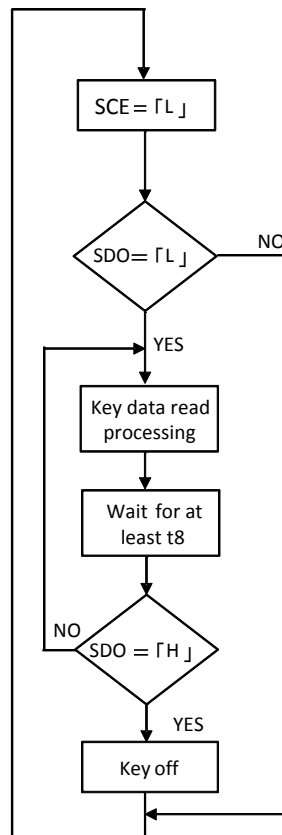 SCE＝「L」
SDO＝「L」
NO
YES
Key data read
processing
Wait for at
least t8
NO
SDO ＝「H」
YES
Key off